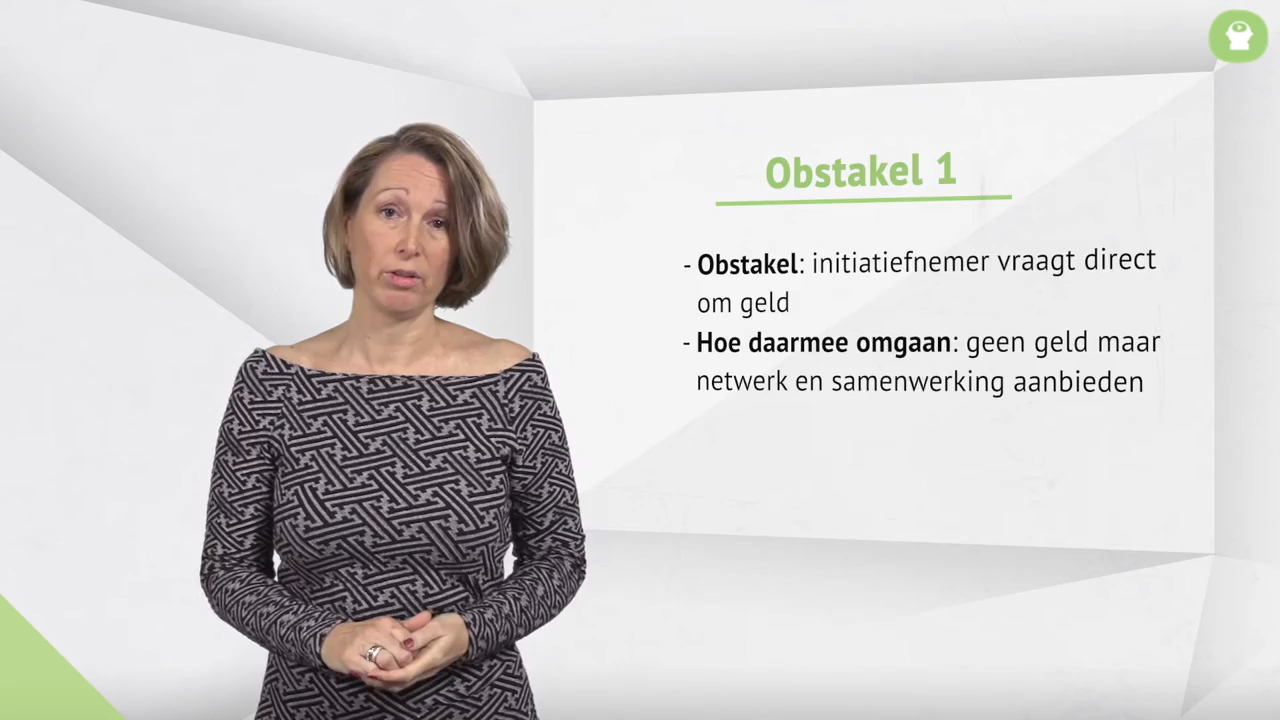 Obstakel 1
- Obstakel: initiatiefnemer vraagt direct
om geld
- Hoe daarmee omgaan: geen geld maar
netwerk en samenwerking aanbieden